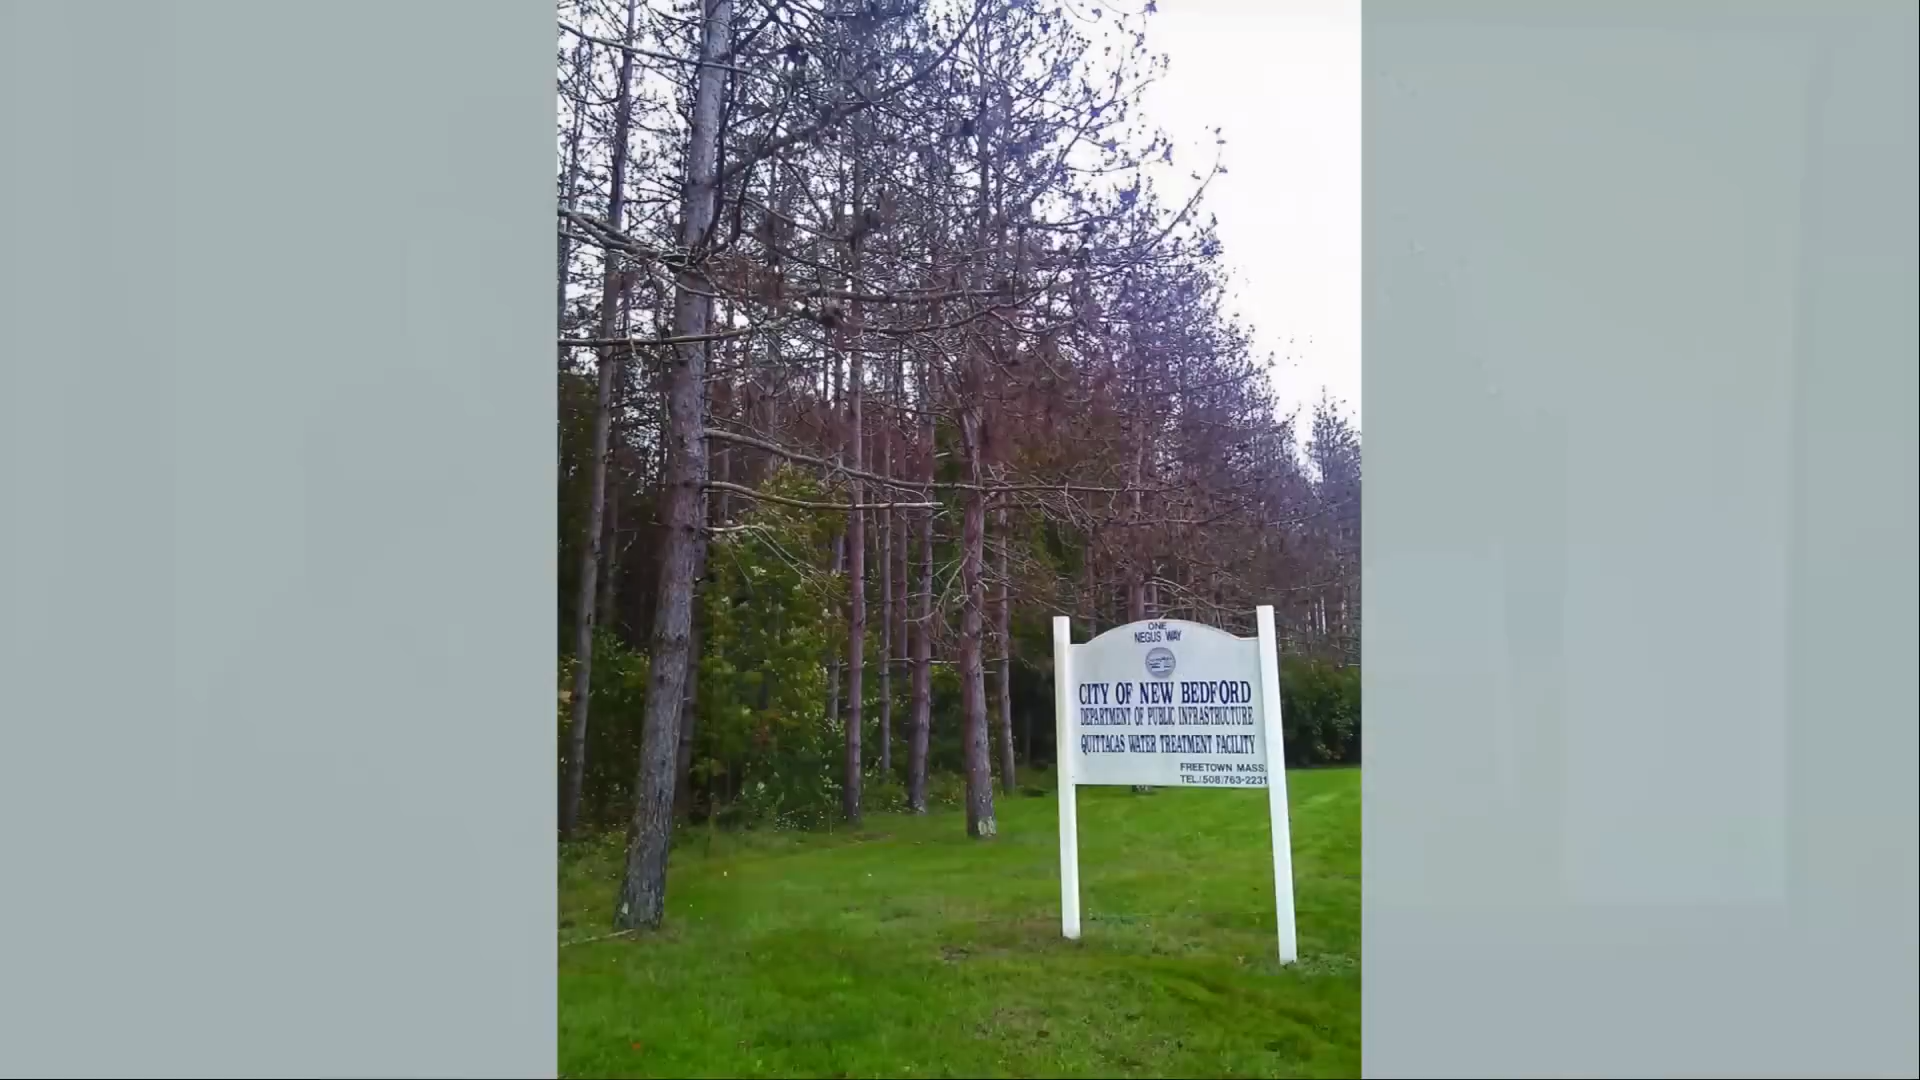 ONE
NEGUS WAY
CITY OF NEW BEDFORD
DEPARTMENT OF PUBLIC INFRASTRUCTURE
QUITTACAS WATER TREATMENT FACILITY
FREETOWN MASS.
TEL.(508)763-2231